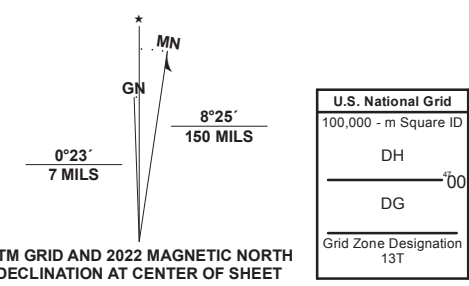 ★
MN
GN
8°25´
150 MILS
0°23´
7 MILS
TM GRID AND 2022 MAGNETIC NORTH
DECLINATION AT CENTER OF SHEET
U.S. National Grid
100,000 - m Square ID
DH
4700
DG
Grid Zone Designation
13T